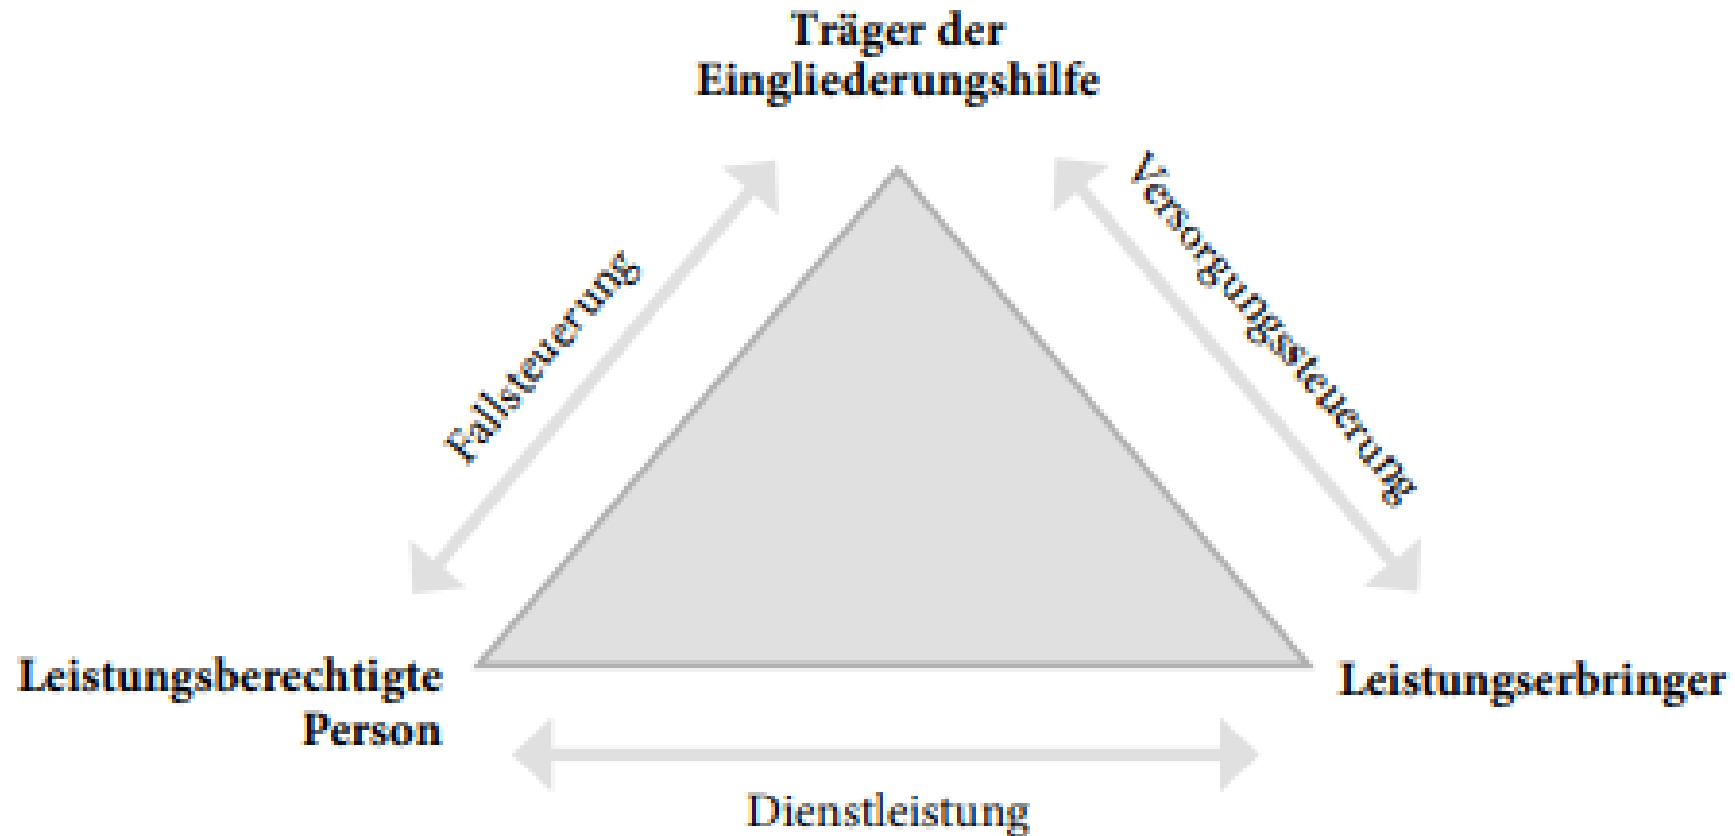 Träger der
Eingliederungshilfe
Fallsteuerung
Versorgungssteuerung
Leistungsberechtigte
Person
Leistungserbringer
Dienstleistung